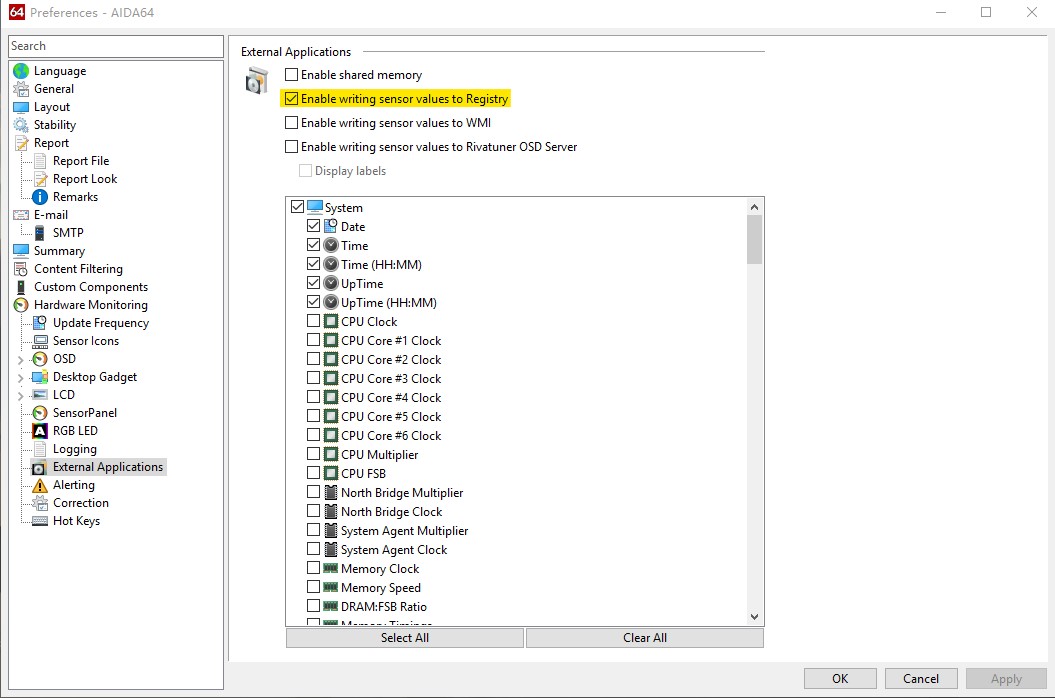 64 Preferences - AIDA64
Search
Language
General
Layout
Stability
Report
Report File
Report Look
Remarks
E-mail
SMTP
Summary
Content Filtering
Custom Components
Hardware Monitoring
Update Frequency
Sensor Icons
OSD
Desktop Gadget
LCD
SensorPanel
RGB LED
Logging
External Applications
Alerting
Correction
Hot Keys
External Applications
Enable shared memory
Enable writing sensor values to Registry
Enable writing sensor values to WMI
Enable writing sensor values to Rivatuner OSD Server
Display labels
System
Date
Time
Time (HH:MM)
UpTime
UpTime (HH:MM)
CPU Clock
CPU Core #1 Clock
CPU Core #2 Clock
CPU Core #3 Clock
CPU Core #4 Clock
CPU Core #5 Clock
CPU Core #6 Clock
CPU Multiplier
CPU FSB
North Bridge Multiplier
North Bridge Clock
System Agent Multiplier
System Agent Clock
Memory Clock
Memory Speed
DRAM:FSB Ratio
Memory Timings
Select All
Clear All
OK
Cancel
Apply